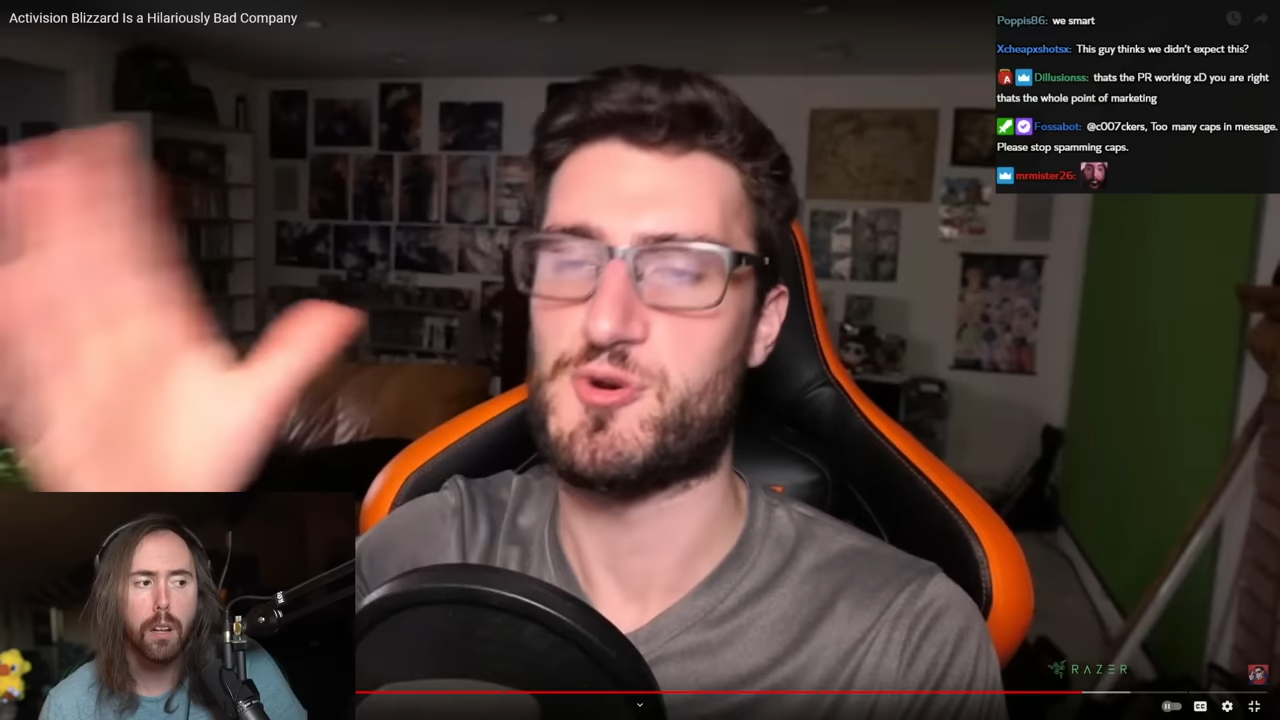 Activision Blizzard Is a Hilariously Bad Company
Poppis86: we smart
Xcheapxshotsx: This guy thinks we didn't expect this?
Dillusionss: thats the PR working xD you are right
thats the whole point of marketing
Fossabot: @c007ckers, Too many caps in message.
Please stop spamming caps.
mrmister26:
RAZER
CC